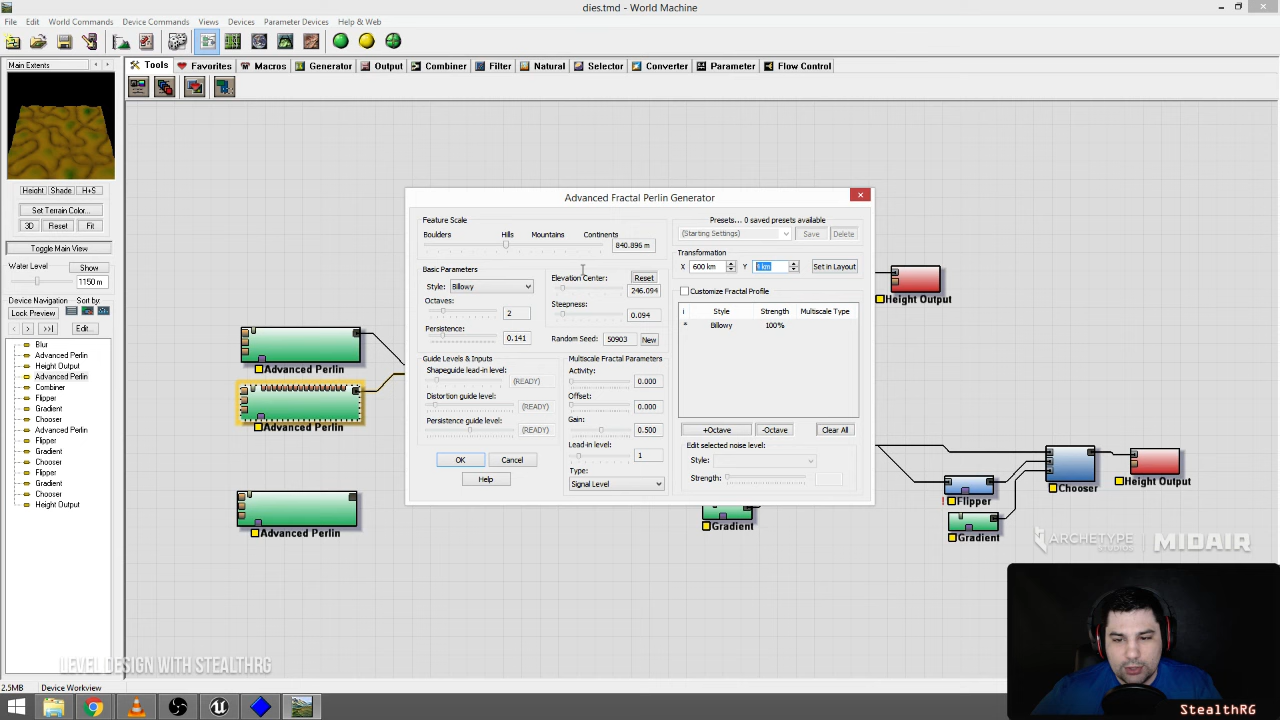 dies.tmd - World Machine
File Edit World Commands Device Commands Views Devices Parameter Devices Help & Web
Main Extents
Tools Favorites Macros Generator Output Combiner Filter Natural Selector Converter Parameter Flow Control
Height Shade H+S
Set Terrain Color...
3D Reset Fit
Toggle Main View
Water Level Show
1150 m
Device Navigation Sort by:
Lock Preview
Edit...
Blur
Advanced Perlin
Height Output
Advanced Perlin
Combiner
Flipper
Gradient
Chooser
Advanced Perlin
Flipper
Gradient
Chooser
Flipper
Gradient
Chooser
Height Output
Advanced Perlin
Advanced Perlin
Advanced Perlin
Advanced Fractal Perlin Generator
Feature Scale
Boulders Hills Mountains Continents
840.896 m
Basic Parameters
Style: Billowy
Octaves:
2
Persistence:
0.141
Elevation Center: Reset
246.094
Steepness:
0.094
Random Seed: 50903 New
Guide Levels & Inputs
Shapeguide lead-in level:
(READY)
Distortion guide level:
(READY)
Persistence guide level:
(READY)
OK Cancel
Help
Multiscale Fractal Parameters
Activity:
0.000
Offset:
0.000
Gain:
0.500
Lead-in level:
1
Type:
Signal Level
Presets... 0 saved presets available
(Starting Settings) Save Delete
Transformation
X 600 km Y 1 km Set in Layout
Customize Fractal Profile
i Style Strength Multiscale Type
* Billowy 100%
+Octave -Octave Clear All
Edit selected noise level:
Style:
Strength:
Gradient
Height Output
! Flipper
Gradient
Chooser
Height Output
ARCHETYPE STUDIOS | MIDAIR
LEVEL DESIGN WITH STEALTHRG
2.5MB Device Workview
StealthRG